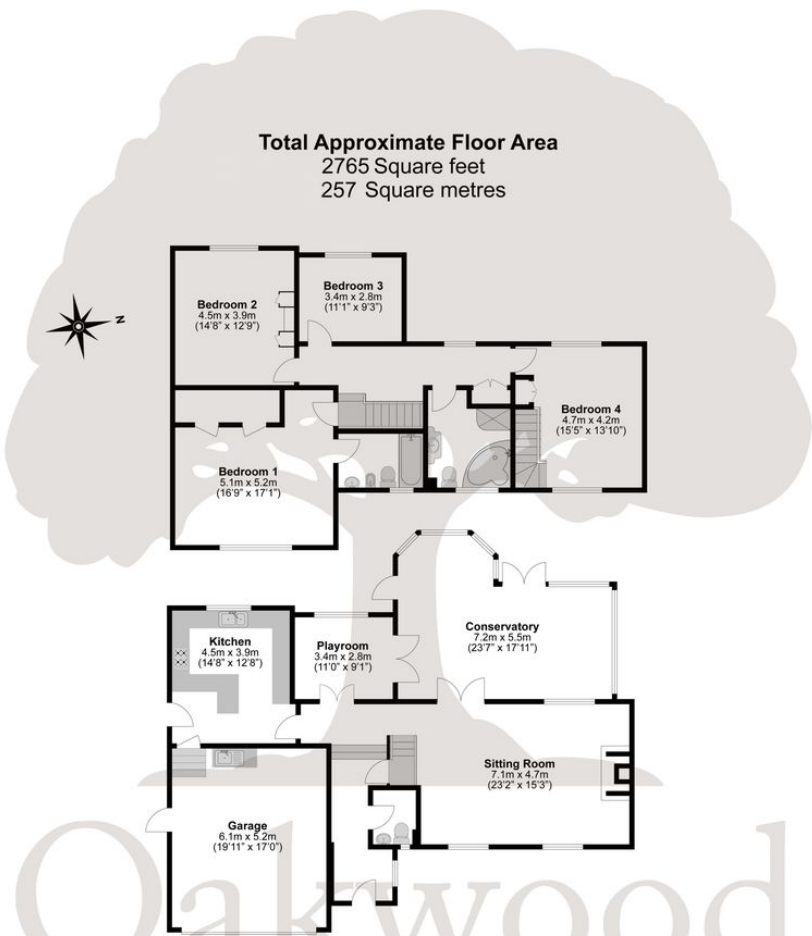 Total Approximate Floor Area
2765 Square feet
257 Square metres
Bedroom 2
4.5m x 3.9m
(14'8" x 12'9")
Bedroom 3
3.4m x 2.8m
(11'1" x 9'3")
N
Bedroom 4
4.7m x 4.2m
(15'5" x 13'10")
Bedroom 1
5.1m x 5.2m
(16'9" x 17'1")
Conservatory
7.2m x 5.5m
(23'7" x 17'11")
Kitchen
4.5m x 3.9m
(14'8" x 12'8")
Playroom
3.4m x 2.8m
(11'0" x 9'1")
Sitting Room
7.1m x 4.7m
(23'2" x 15'3")
Garage
6.1m x 5.2m
(19'11" x 17'0")
Oakwood